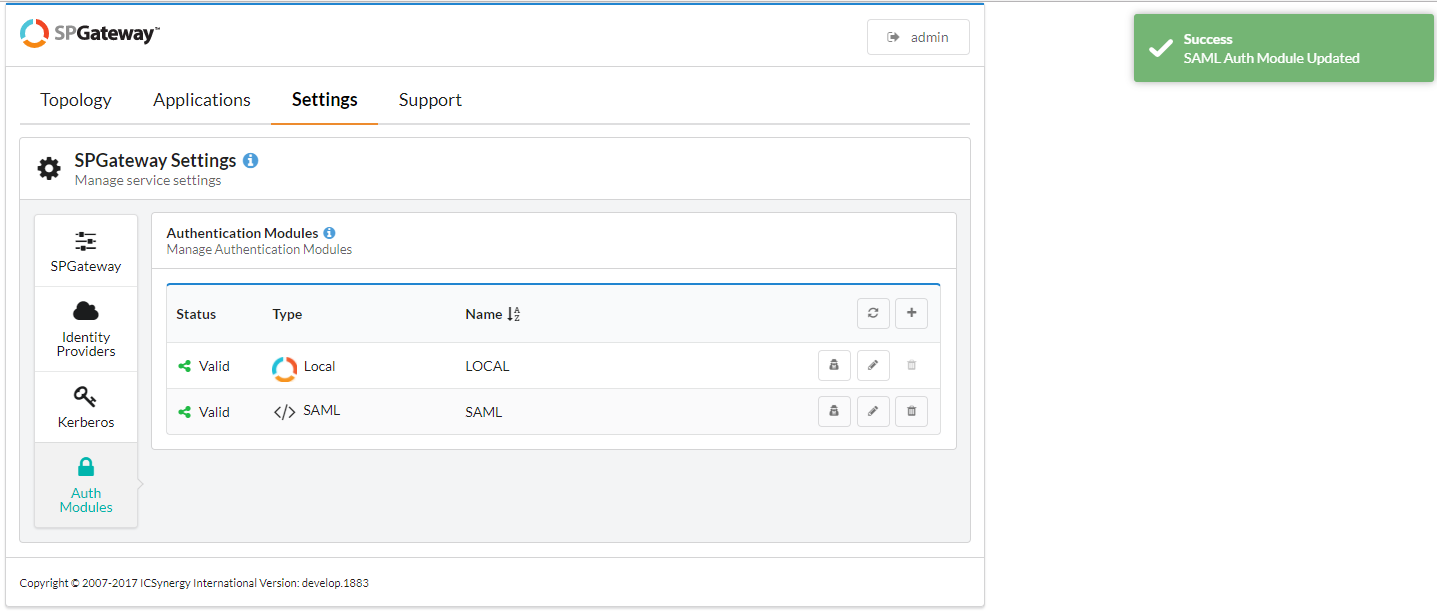 SPGateway™
admin
Success
SAML Auth Module Updated
Topology Applications Settings Support
SPGateway Settings
Manage service settings
SPGateway
Identity
Providers
Kerberos
Auth
Modules
Authentication Modules
Manage Authentication Modules
Status Type Name
Valid Local LOCAL
Valid SAML SAML
Copyright © 2007-2017 ICSynergy International Version: develop.1883